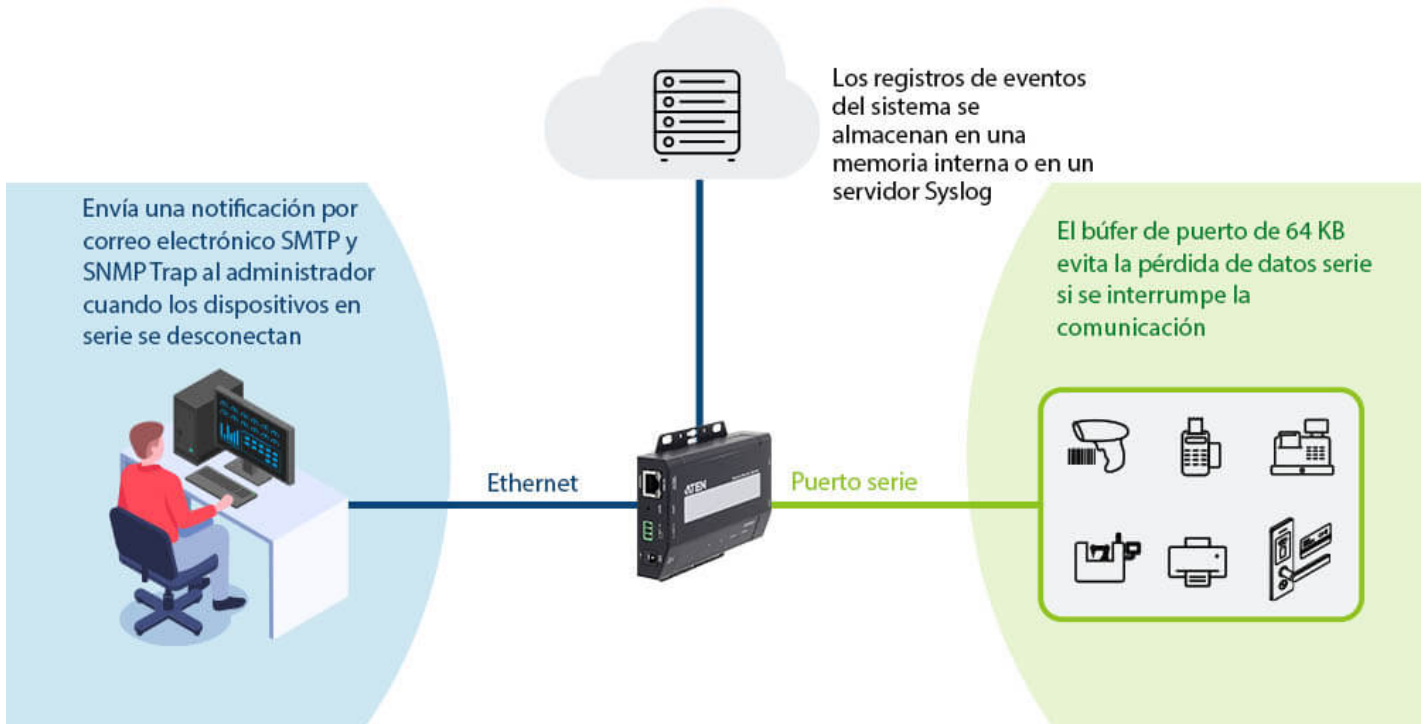 Los registros de eventos
del sistema se
almacenan en una
memoria interna o en un
servidor Syslog
Envía una notificación por
correo electrónico SMTP y
SNMP Trap al administrador
cuando los dispositivos en
serie se desconectan
El búfer de puerto de 64 KB
evita la pérdida de datos serie
si se interrumpe la
comunicación
Ethernet
ATEN
Puerto serie